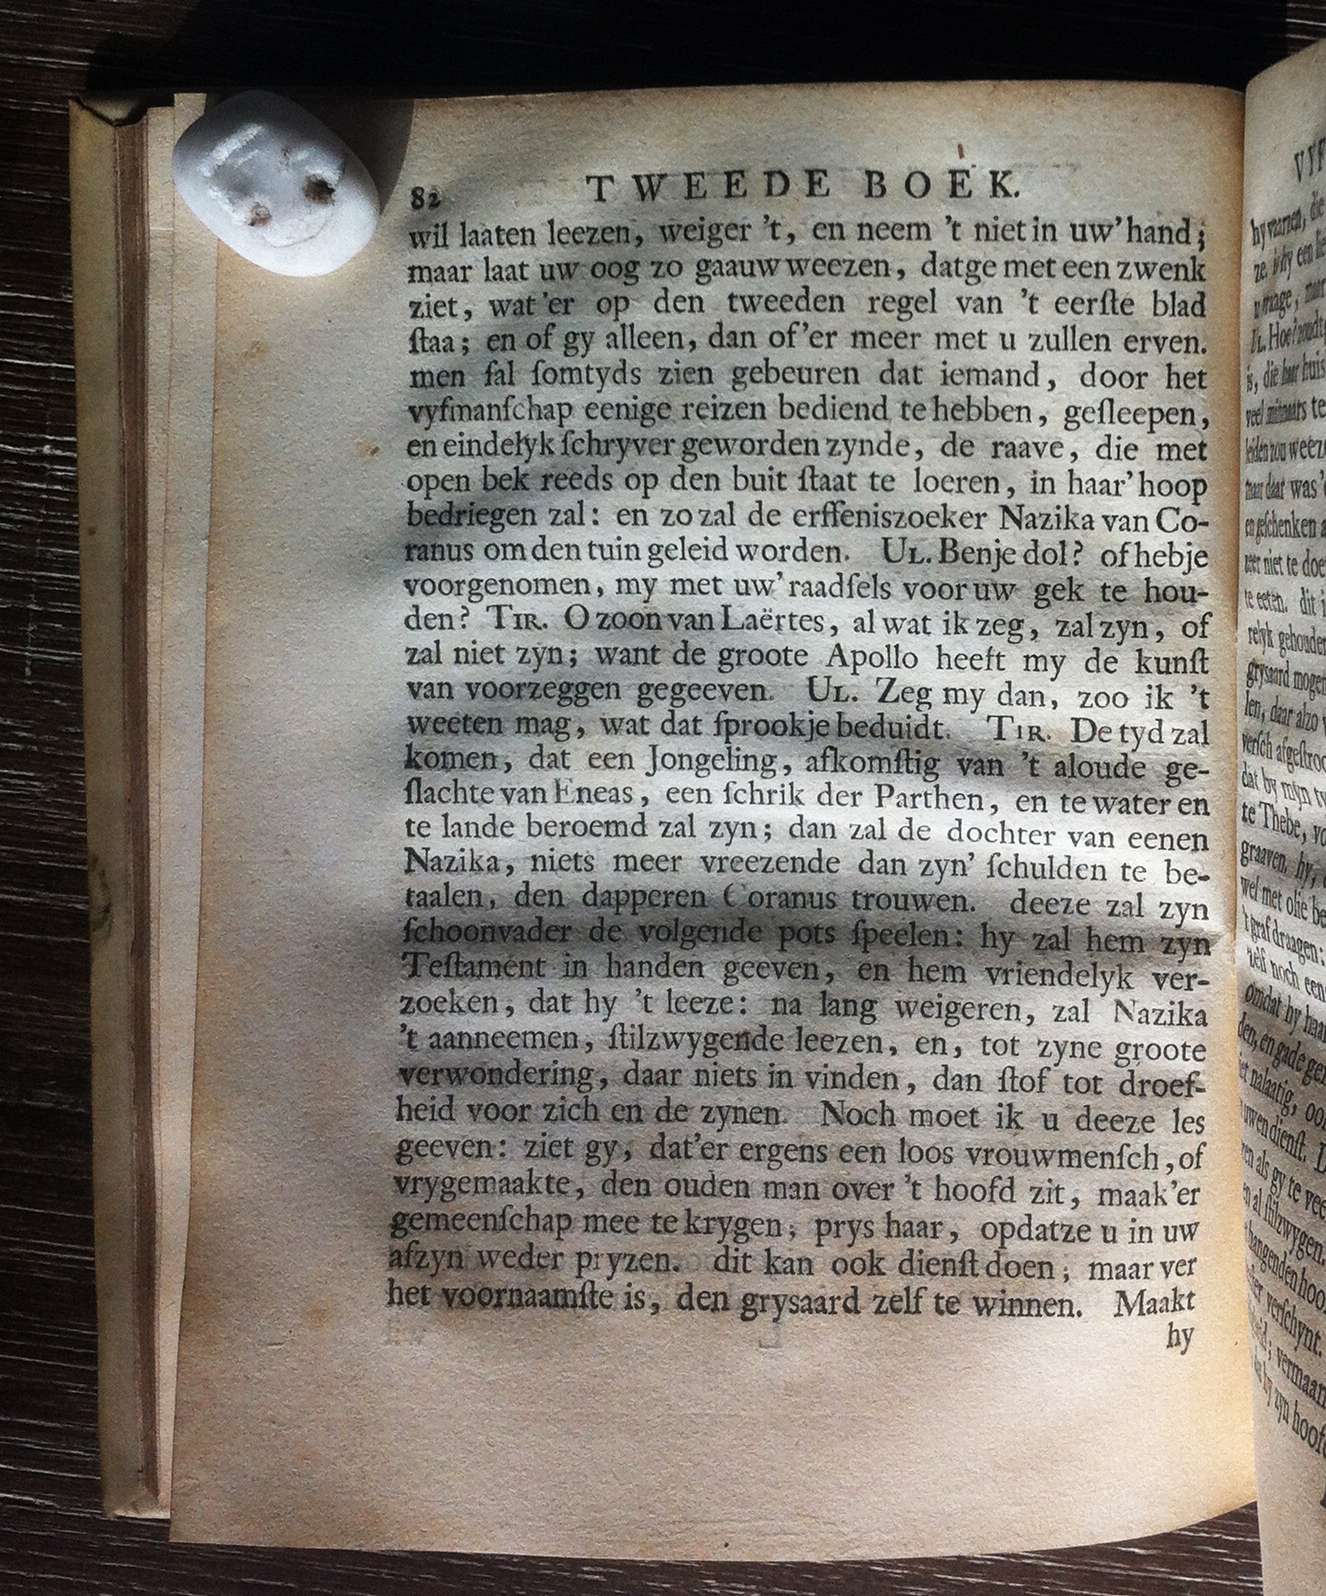 82 TWEEDE BOEK.
wil laaten leezen, weiger 't, en neem 't niet in uw' hand;
maar laat uw oog zo gaauw weezen, datge met een zwenk
ziet, wat 'er op den tweeden regel van 't eerſte blad
ſtaa; en of gy alleen, dan of 'er meer met u zullen erven.
men ſal ſomtyds zien gebeuren dat iemand, door het
vyfmanſchap eenige reizen bediend te hebben, geſleepen,
en eindelyk ſchryver geworden zynde, de raave, die met
open bek reeds op den buit ſtaat te loeren, in haar' hoop
bedriegen zal: en zo zal de erffeniszoeker Nazika van Co-
ranus om den tuin geleid worden. UL. Benje dol? of hebje
voorgenomen, my met uw' raadſels voor uw gek te hou-
den? TIR. O zoon van Laërtes, al wat ik zeg, zal zyn, of
zal niet zyn; want de groote Apollo heeft my de kunſt
van voorzeggen gegeeven. UL. Zeg my dan, zoo ik 't
weeten mag, wat dat ſprookje beduidt. TIR. De tyd zal
komen, dat een Jongeling, afkomſtig van 't aloude ge-
ſlachte van Eneas, een ſchrik der Parthen, en te water en
te lande beroemd zal zyn; dan zal de dochter van eenen
Nazika, niets meer vreezende dan zyn' ſchulden te be-
taalen, den dapperen Coranus trouwen. deeze zal zyn
ſchoonvader de volgende pots ſpeelen: hy zal hem zyn
Teſtament in handen geeven, en hem vriendelyk ver-
zoeken, dat hy 't leeze: na lang weigeren, zal Nazika
't aanneemen, ſtilzwygende leezen, en, tot zyne groote
verwondering, daar niets in vinden, dan ſtof tot droef-
heid voor zich en de zynen. Noch moet ik u deeze les
geeven: ziet gy, dat'er ergens een loos vrouwmenſch, of
vrygemaakte, den ouden man over 't hoofd zit, maak'er
gemeenſchap mee te krygen; prys haar, opdatze u in uw
afzyn weder pryzen. dit kan ook dienſt doen; maar ver
het voornaamſte is, den grysaard zelf te winnen. Maakt
hy